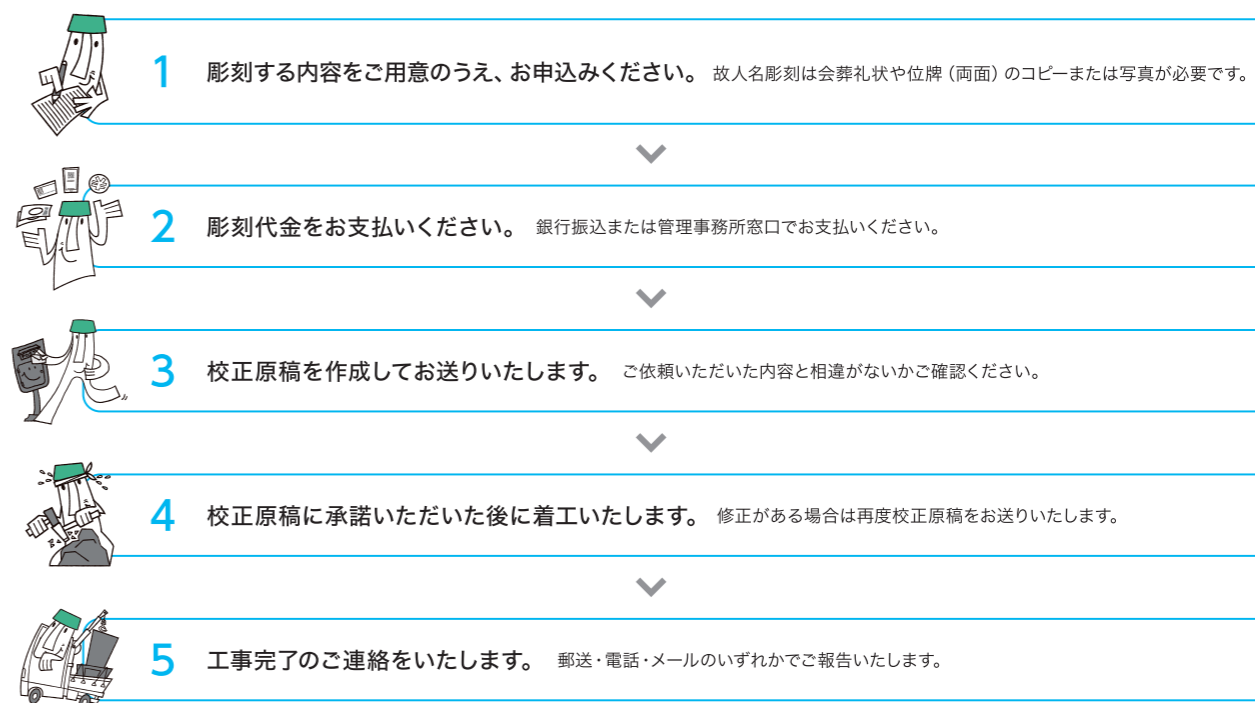 1 彫刻する内容をご用意のうえ、お申込みください。 故人名彫刻は会葬礼状や位牌（両面）のコピーまたは写真が必要です。
2 彫刻代金をお支払いください。 銀行振込または管理事務所窓口でお支払いください。
3 校正原稿を作成してお送りいたします。 ご依頼いただいた内容と相違がないかご確認ください。
4 校正原稿に承諾いただいた後に着工いたします。 修正がある場合は再度校正原稿をお送りいたします。
5 工事完了のご連絡をいたします。 郵送・電話・メールのいずれかでご報告いたします。